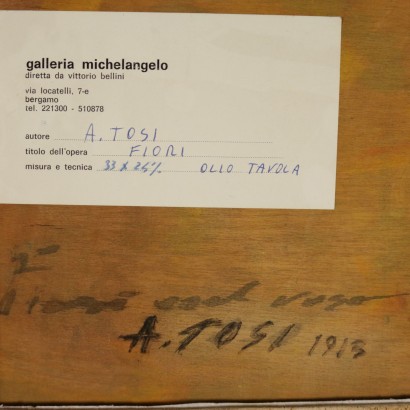 galleria michelangelo
diretta da vittorio bellini
via locatelli, 7-e
bergamo
tel. 221300 - 510878
autore A. TOSI
titolo dell'opera FIORI
misura e tecnica 33 x 24½ OLIO TAVOLA
A. TOSI 1913